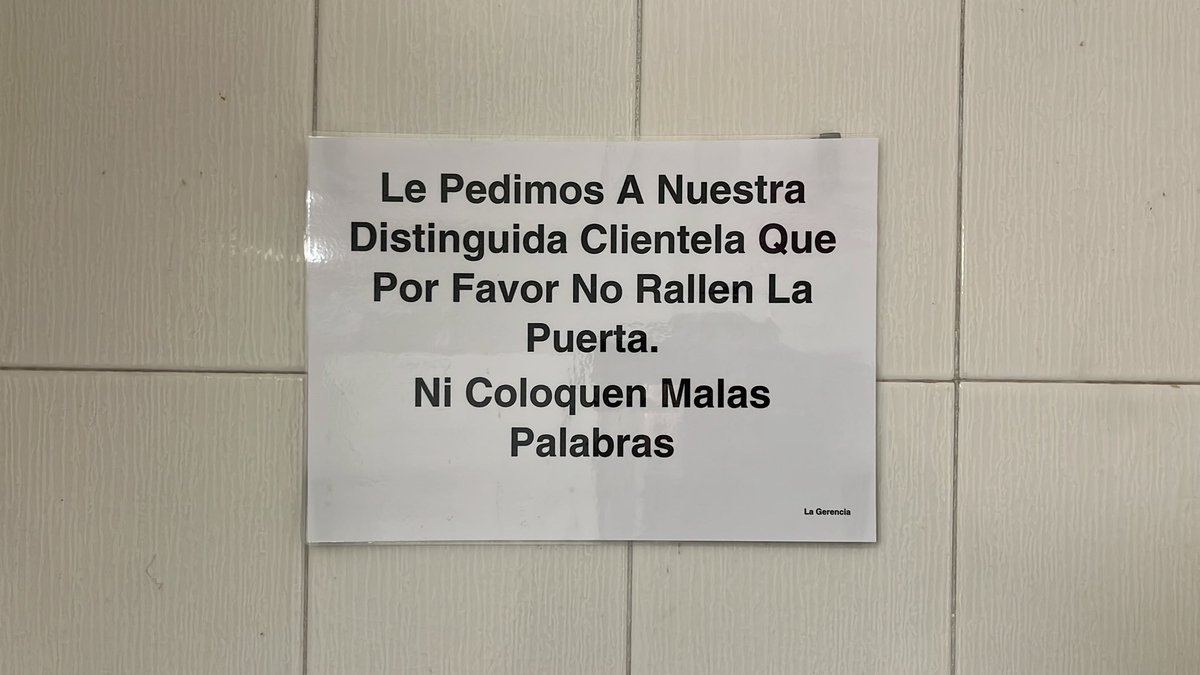 Le Pedimos A Nuestra
Distinguida Clientela Que
Por Favor No Rallen La
Puerta.
Ni Coloquen Malas
Palabras
La Gerencia